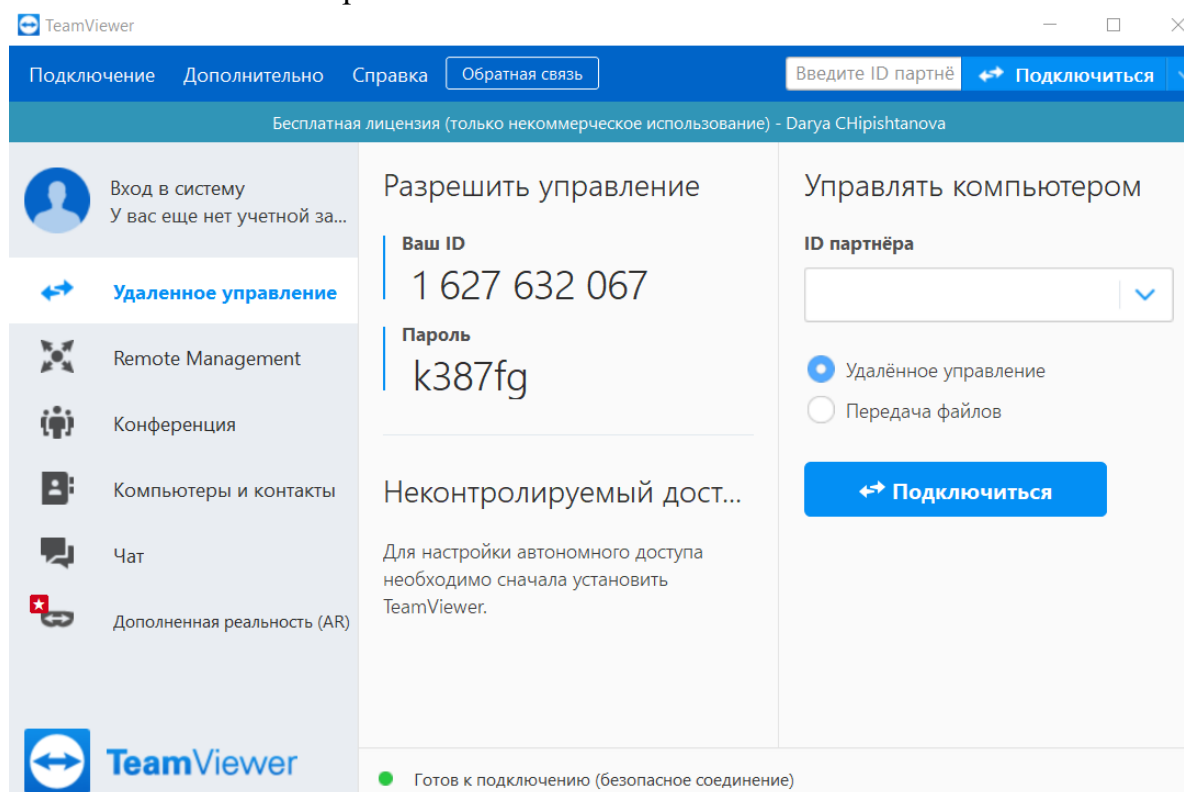 TeamViewer
Подключение Дополнительно Справка Обратная связь Введите ID партнё Подключиться
Бесплатная лицензия (только некоммерческое использование) - Darya CHipishtanova
Вход в систему
У вас еще нет учетной за...
Удаленное управление
Remote Management
Конференция
Компьютеры и контакты
Чат
Дополненная реальность (AR)
TeamViewer
Разрешить управление
Ваш ID
1 627 632 067
Пароль
k387fg
Неконтролируемый дост...
Для настройки автономного доступа
необходимо сначала установить
TeamViewer.
Управлять компьютером
ID партнёра
Удалённое управление
Передача файлов
Подключиться
Готов к подключению (безопасное соединение)